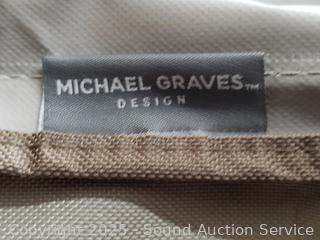 MICHAEL GRAVES™
DESIGN
Copyright 2025 - Sound Auction Service